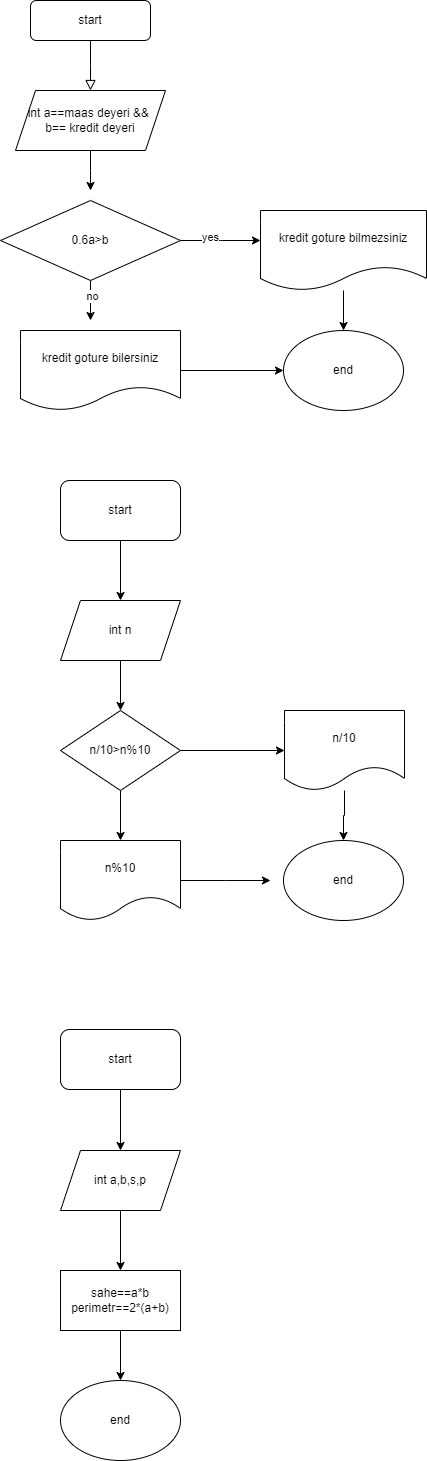 start
int a==maas deyeri &&
b== kredit deyeri
0.6a>b
yes
kredit goture bilmezsiniz
no
kredit goture bilersiniz
end
start
int n
n/10>n%10
n/10
n%10
end
start
int a,b,s,p
sahe==a*b
perimetr==2*(a+b)
end